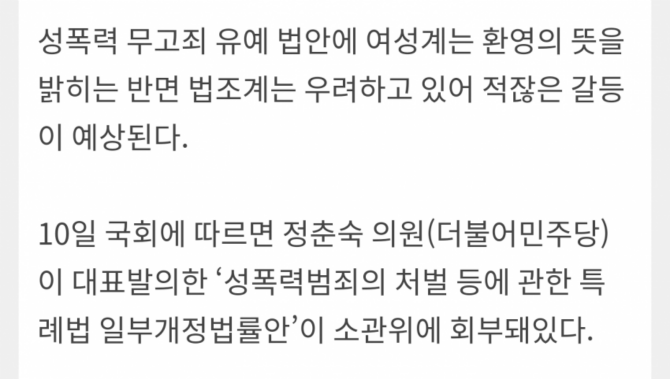 성폭력 무고죄 유예 법안에 여성계는 환영의 뜻을
밝히는 반면 법조계는 우려하고 있어 적잖은 갈등
이 예상된다.
10일 국회에 따르면 정춘숙 의원(더불어민주당)
이 대표발의한 ‘성폭력범죄의 처벌 등에 관한 특
례법 일부개정법률안’이 소관위에 회부돼있다.